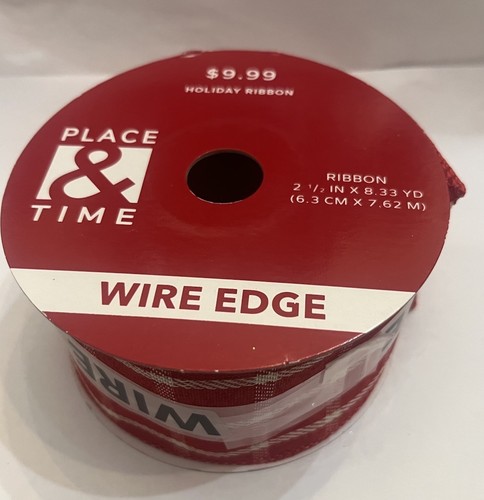 $9.99
HOLIDAY RIBBON
PLACE
&
TIME
RIBBON
2 1/2 IN X 8.33 YD
(6.3 CM X 7.62 M)
WIRE EDGE
WIRE